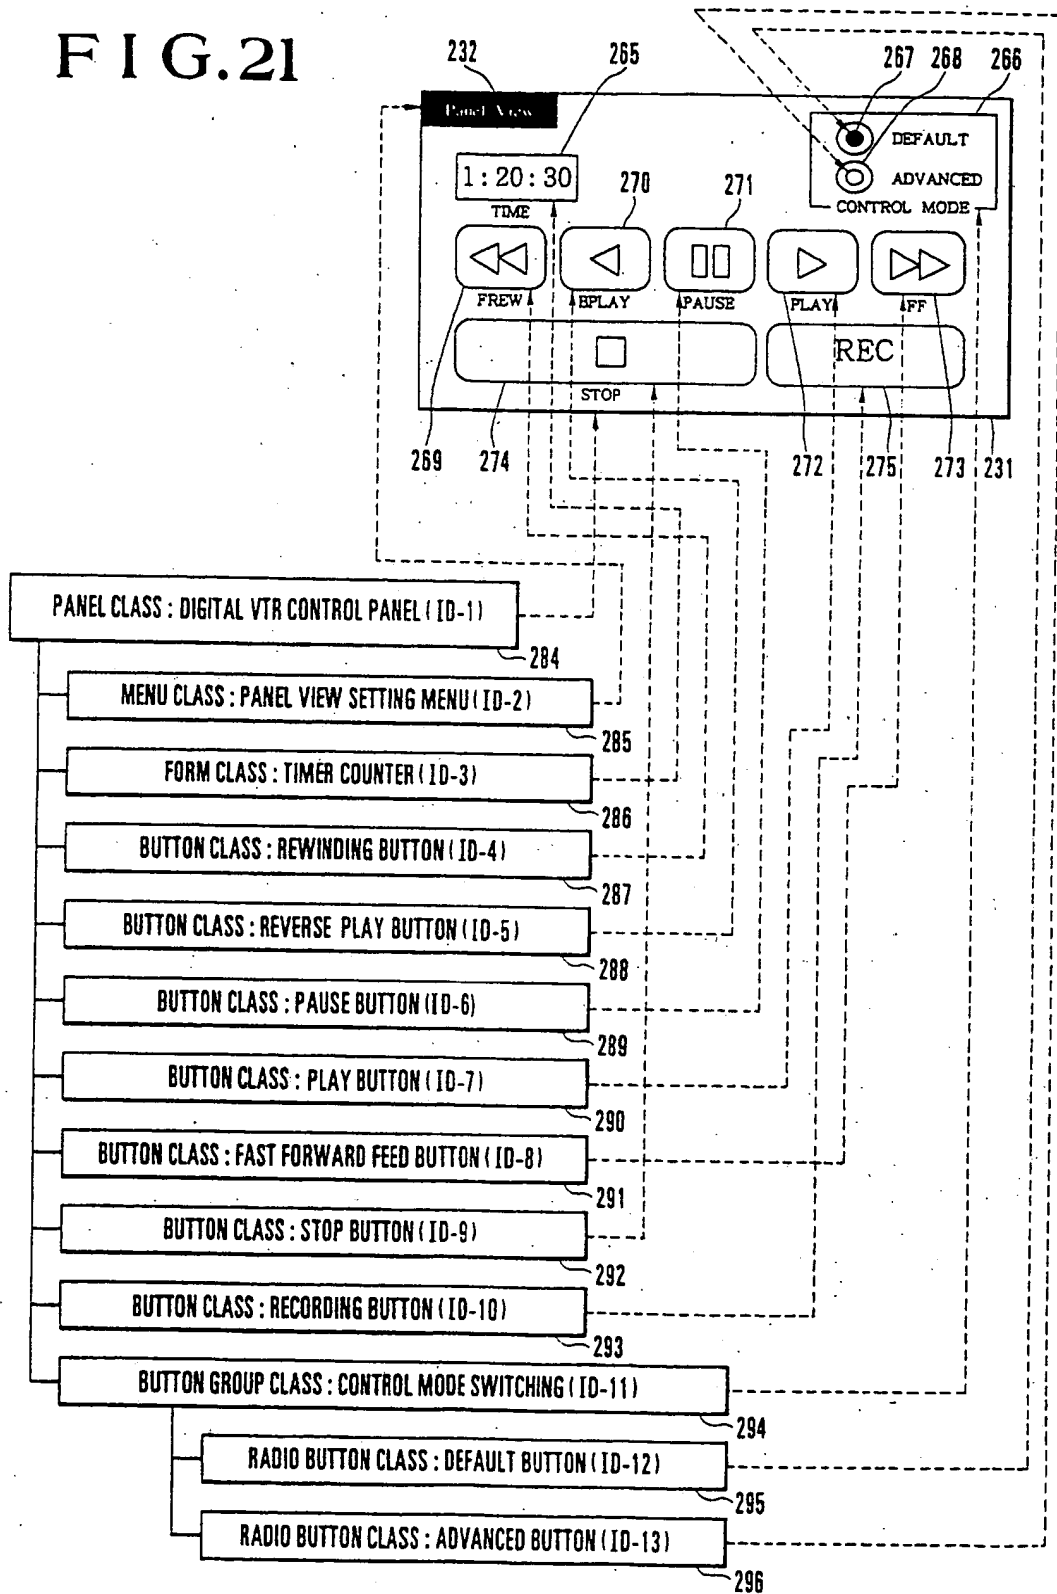 FIG.21
232
265
267
268
266
Panel View
DEFAULT
1:20:30
ADVANCED
TIME
270
271
CONTROL MODE
FREW
BPLAY
PAUSE
PLAY
FF
REC
STOP
269
274
272
275
273
231
PANEL CLASS : DIGITAL VTR CONTROL PANEL (ID-1)
284
MENU CLASS : PANEL VIEW SETTING MENU (ID-2)
285
FORM CLASS : TIMER COUNTER (ID-3)
286
BUTTON CLASS : REWINDING BUTTON (ID-4)
287
BUTTON CLASS : REVERSE PLAY BUTTON (ID-5)
288
BUTTON CLASS : PAUSE BUTTON (ID-6)
289
BUTTON CLASS : PLAY BUTTON (ID-7)
290
BUTTON CLASS : FAST FORWARD FEED BUTTON (ID-8)
291
BUTTON CLASS : STOP BUTTON (ID-9)
292
BUTTON CLASS : RECORDING BUTTON (ID-10)
293
BUTTON GROUP CLASS : CONTROL MODE SWITCHING (ID-11)
294
RADIO BUTTON CLASS : DEFAULT BUTTON (ID-12)
295
RADIO BUTTON CLASS : ADVANCED BUTTON (ID-13)
296